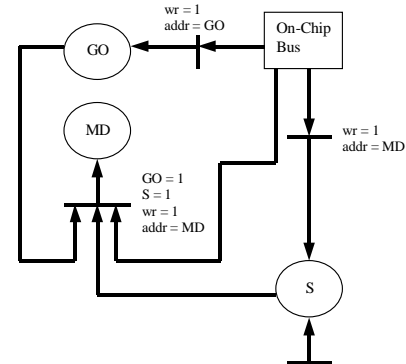 wr = 1
addr = GO
On-Chip
Bus
GO
MD
wr = 1
addr = MD
GO = 1
S = 1
wr = 1
addr = MD
S